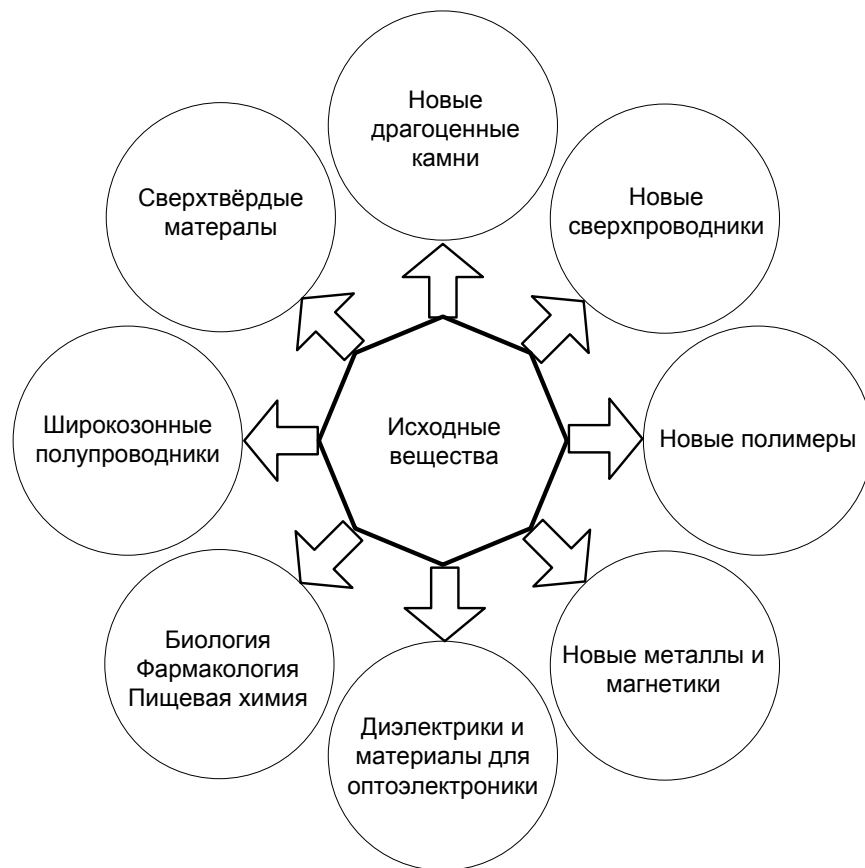 Новые
драгоценные
камни
Сверхтвёрдые
матералы
Новые
сверхпроводники
Широкозонные
полупроводники
Исходные
вещества
Новые полимеры
Биология
Фармакология
Пищевая химия
Новые металлы и
магнетики
Диэлектрики и
материалы для
оптоэлектроники